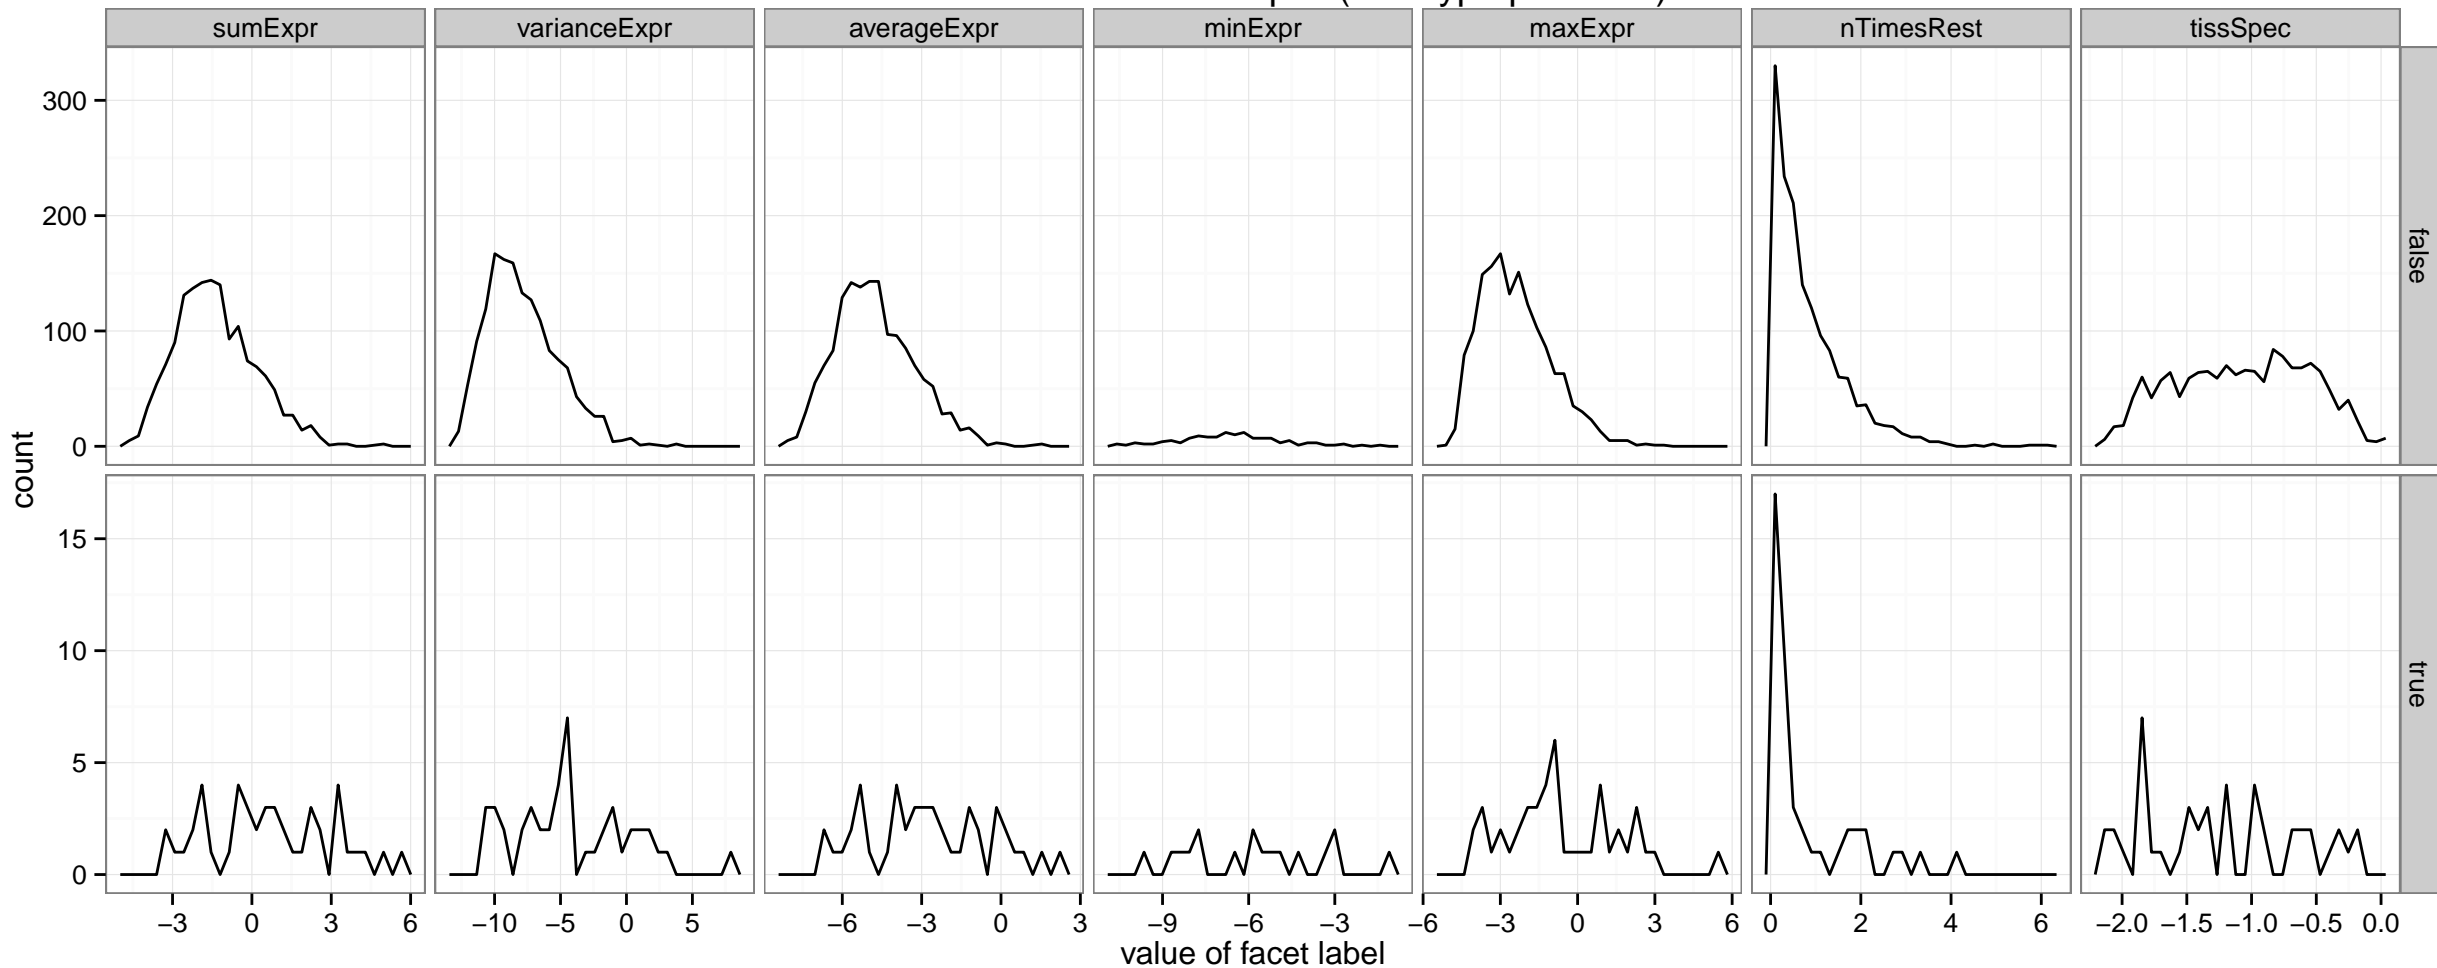 sumExpr varianceExpr averageExpr minExpr maxExpr nTimesRest tissSpec
300
200
100
0
false
15
10
5
0
true
count
−3 0 3 6 −10 −5 0 5 −6 −3 0 3 −9 −6 −3 −6 −3 0 3 6 0 2 4 6 −2.0 −1.5 −1.0 −0.5 0.0
value of facet label